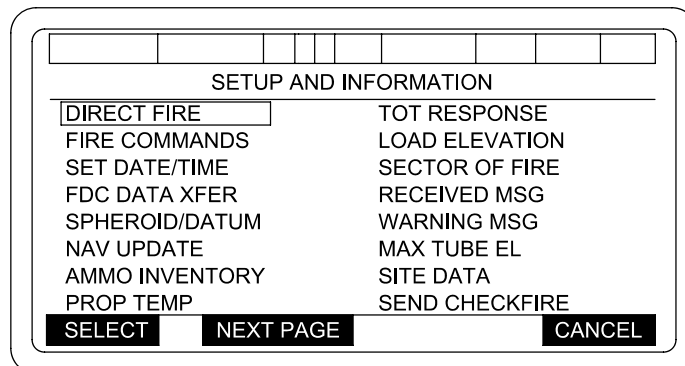 SETUP AND INFORMATION
DIRECT FIRE TOT RESPONSE
FIRE COMMANDS LOAD ELEVATION
SET DATE/TIME SECTOR OF FIRE
FDC DATA XFER RECEIVED MSG
SPHEROID/DATUM WARNING MSG
NAV UPDATE MAX TUBE EL
AMMO INVENTORY SITE DATA
PROP TEMP SEND CHECKFIRE
SELECT NEXT PAGE CANCEL